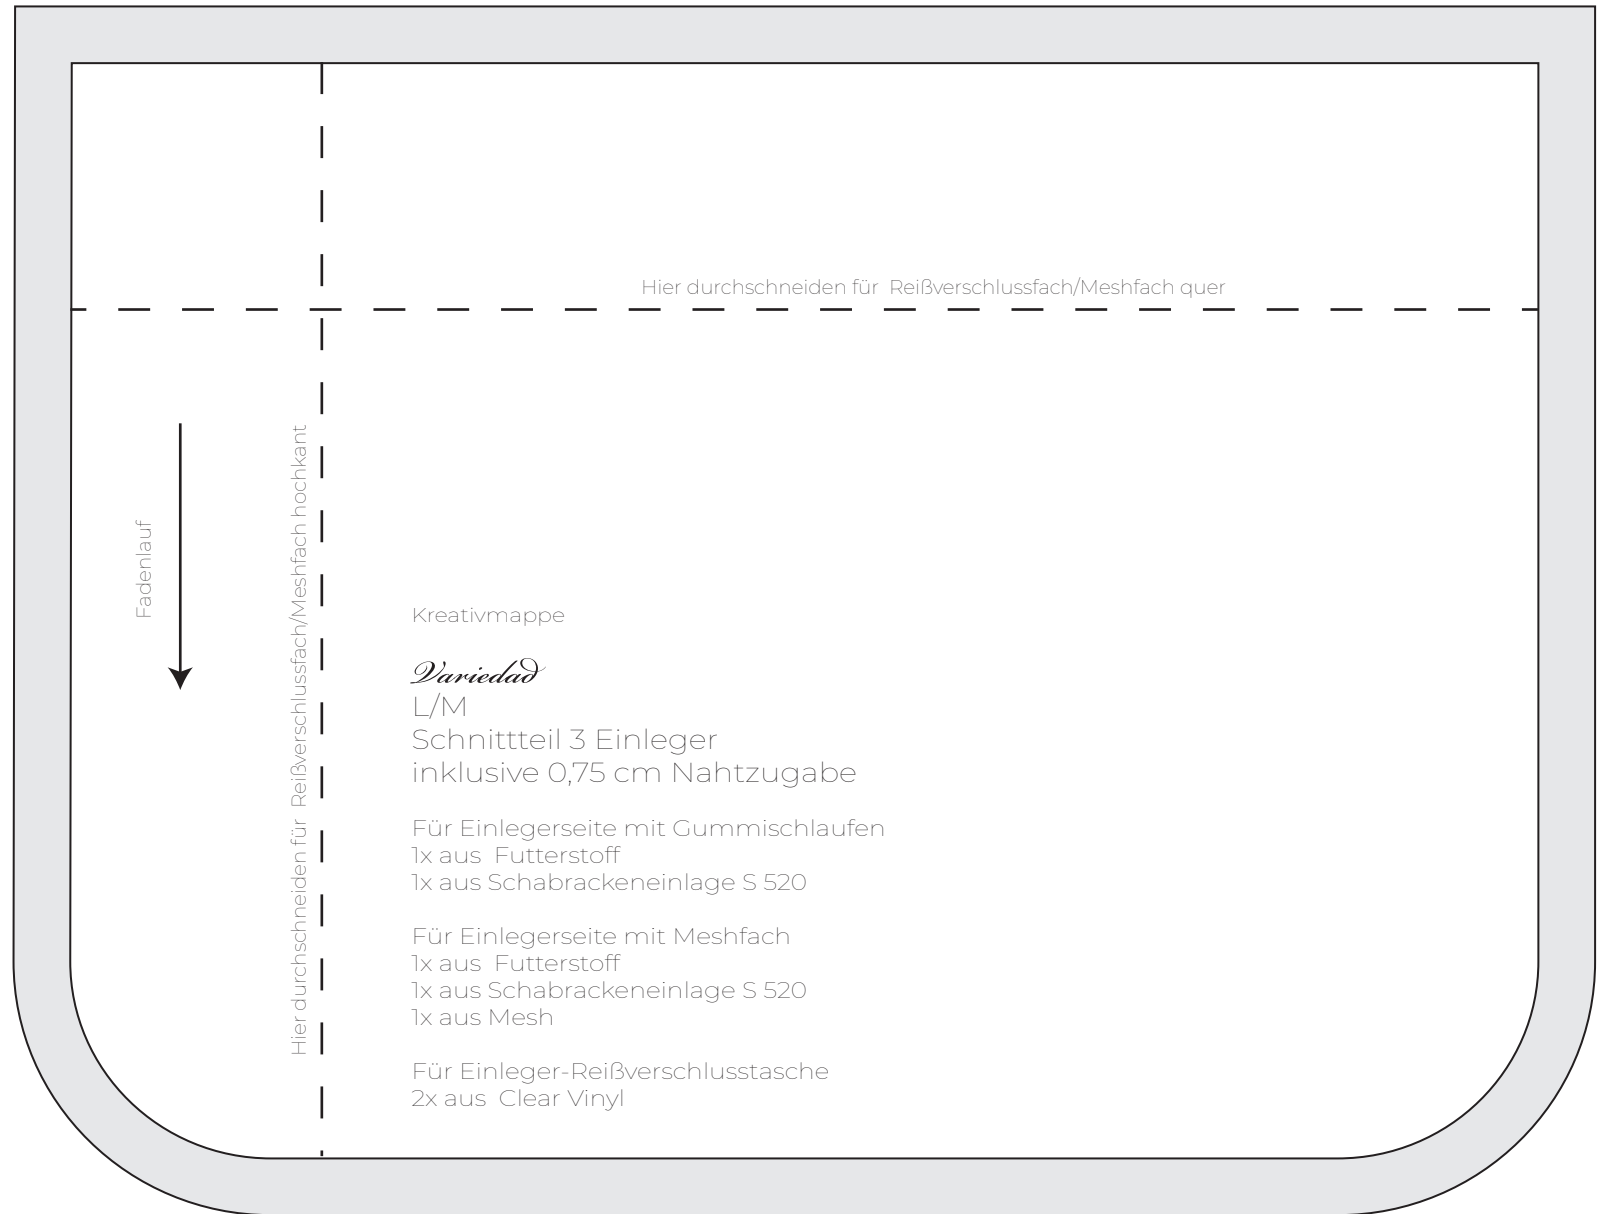 Hier durchschneiden für Reißverschlussfach/Meshfach quer
Hier durchschneiden für Reißverschlussfach/Meshfach hochkant
Fadenlauf
Kreativmappe
Variedad
L/M
Schnittteil 3 Einleger
inklusive 0,75 cm Nahtzugabe
Für Einlegerseite mit Gummischlaufen
1x aus Futterstoff
1x aus Schabrackeneinlage S 520
Für Einlegerseite mit Meshfach
1x aus Futterstoff
1x aus Schabrackeneinlage S 520
1x aus Mesh
Für Einleger-Reißverschlusstasche
2x aus Clear Vinyl